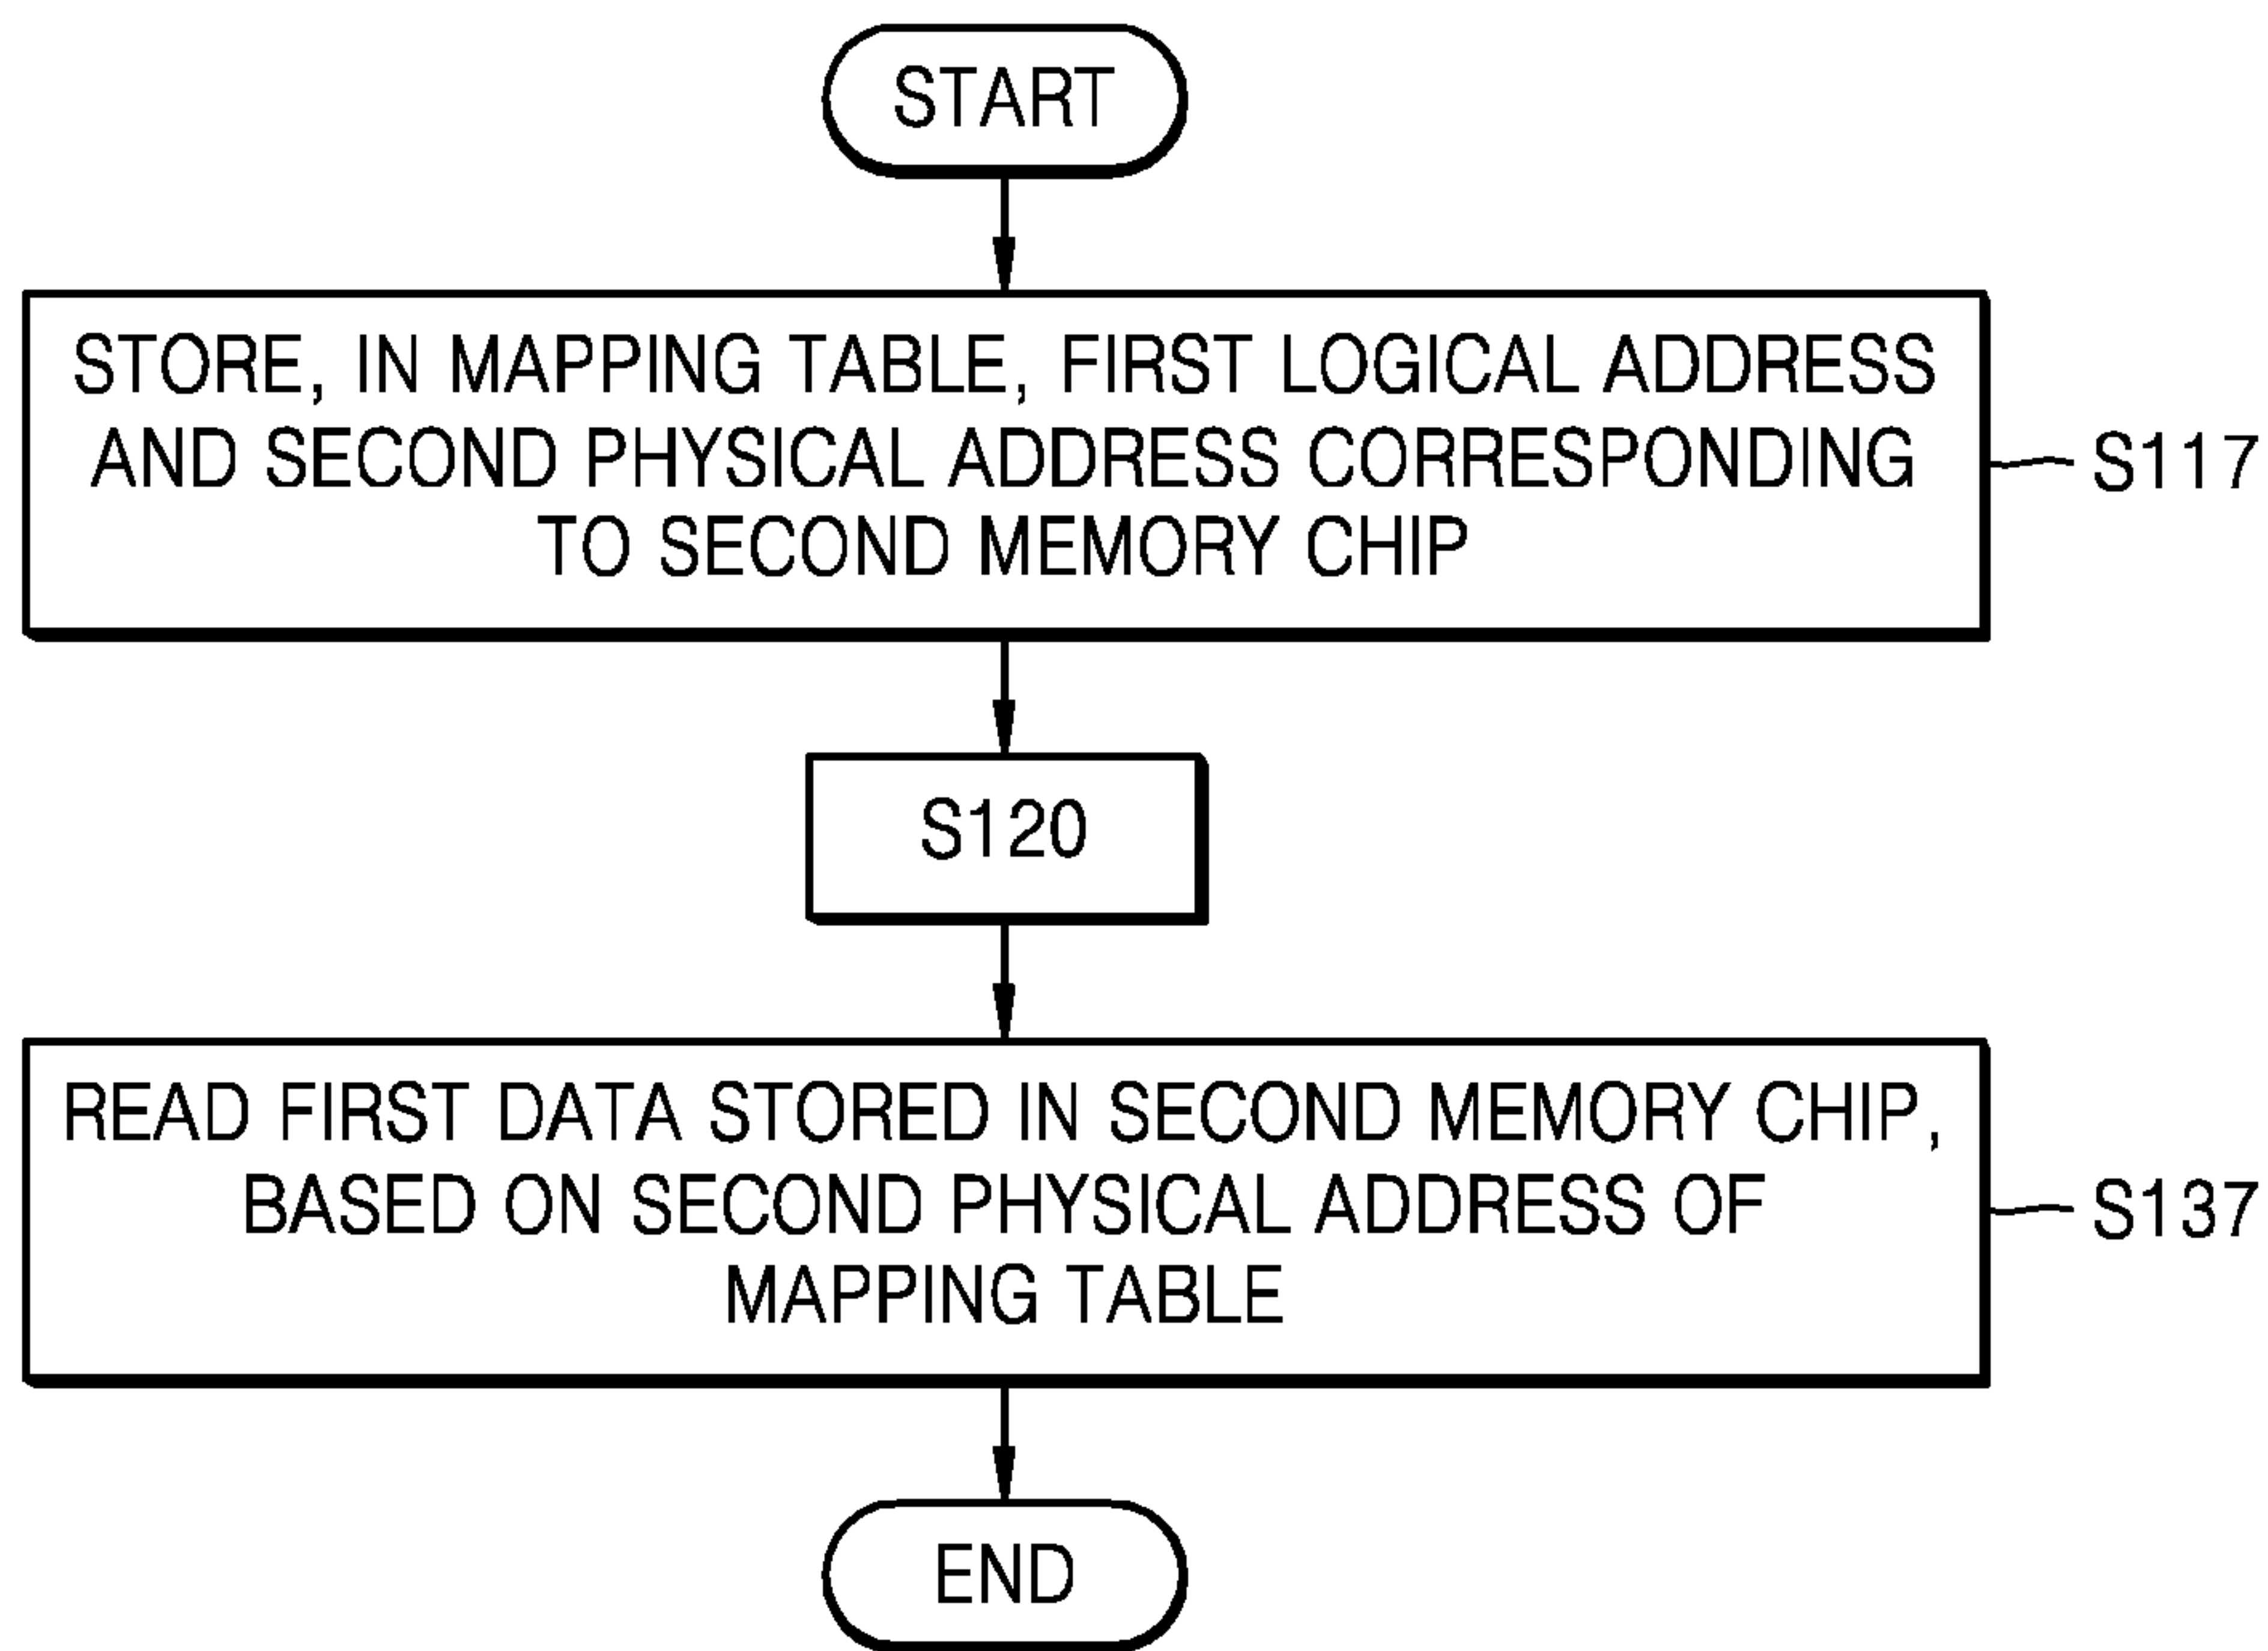 START
STORE, IN MAPPING TABLE, FIRST LOGICAL ADDRESS
AND SECOND PHYSICAL ADDRESS CORRESPONDING
TO SECOND MEMORY CHIP
S117
S120
READ FIRST DATA STORED IN SECOND MEMORY CHIP,
BASED ON SECOND PHYSICAL ADDRESS OF
MAPPING TABLE
S137
END